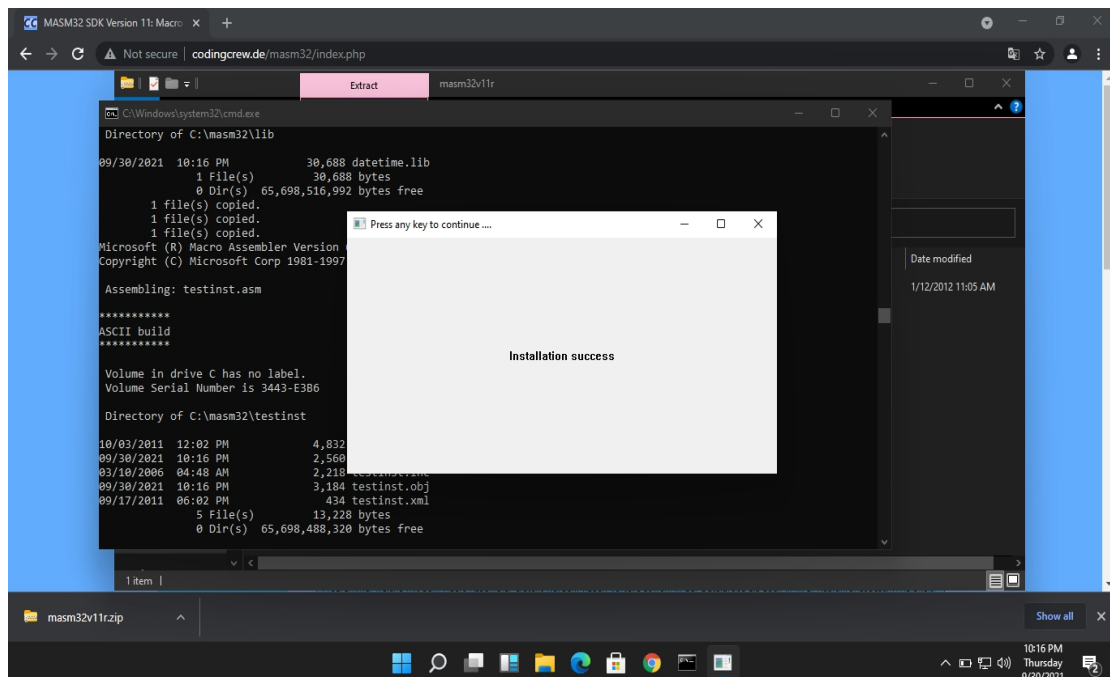 MASM32 SDK Version 11: Macro
Not secure codingcrew.de/masm32/index.php
Extract masm32v11r
C:\Windows\system32\cmd.exe
Directory of C:\masm32\lib
09/30/2021 10:16 PM 30,688 datetime.lib
1 File(s) 30,688 bytes
0 Dir(s) 65,698,516,992 bytes free
1 file(s) copied.
1 file(s) copied.
1 file(s) copied.
Microsoft (R) Macro Assembler Version
Copyright (C) Microsoft Corp 1981-1997
Assembling: testinst.asm
***********
ASCII build
***********
Volume in drive C has no label.
Volume Serial Number is 3443-E3B6
Directory of C:\masm32\testinst
10/03/2011 12:02 PM 4,832
09/30/2021 10:16 PM 2,560
03/10/2006 04:48 AM 2,218 testinst.inc
09/30/2021 10:16 PM 3,184 testinst.obj
09/17/2011 06:02 PM 434 testinst.xml
5 File(s) 13,228 bytes
0 Dir(s) 65,698,488,320 bytes free
Press any key to continue ....
Installation success
Date modified
1/12/2012 11:05 AM
1 item
masm32v11r.zip
Show all
10:16 PM
Thursday
9/30/2021
2